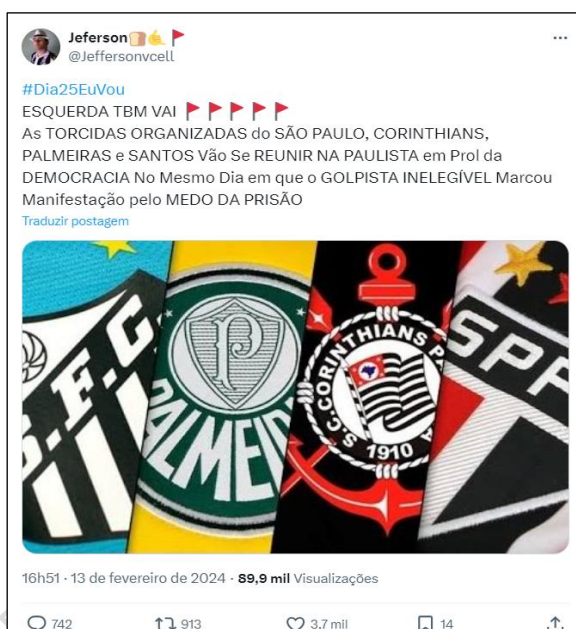 Jeferson🍞🤙🚩
@Jeffersonvcell
#Dia25EuVou
ESQUERDA TBM VAI 🚩🚩🚩🚩🚩
As TORCIDAS ORGANIZADAS do SÃO PAULO, CORINTHIANS,
PALMEIRAS e SANTOS Vão Se REUNIR NA PAULISTA em Prol da
DEMOCRACIA No Mesmo Dia em que o GOLPISTA INELEGÍVEL Marcou
Manifestação pelo MEDO DA PRISÃO
Traduzir postagem
S.F.C
P
PALMEI
S.C.CORINTHIANS P
A
1910
SPF
16h51 · 13 de fevereiro de 2024 · 89,9 mil Visualizações
742 913 3,7 mil 14